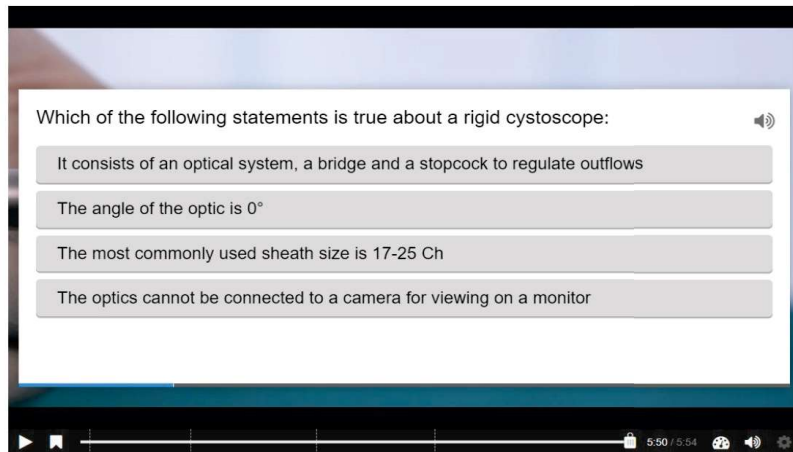 Which of the following statements is true about a rigid cystoscope:
It consists of an optical system, a bridge and a stopcock to regulate outflows
The angle of the optic is 0°
The most commonly used sheath size is 17-25 Ch
The optics cannot be connected to a camera for viewing on a monitor
5:50 / 5:54